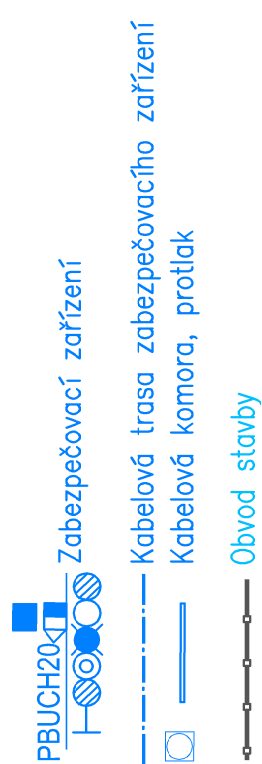 PBUCH20
Zabezpečovací zařízení
Kabelová trasa zabezpečovacího zařízení
Kabelová komora, protlak
Obvod stavby